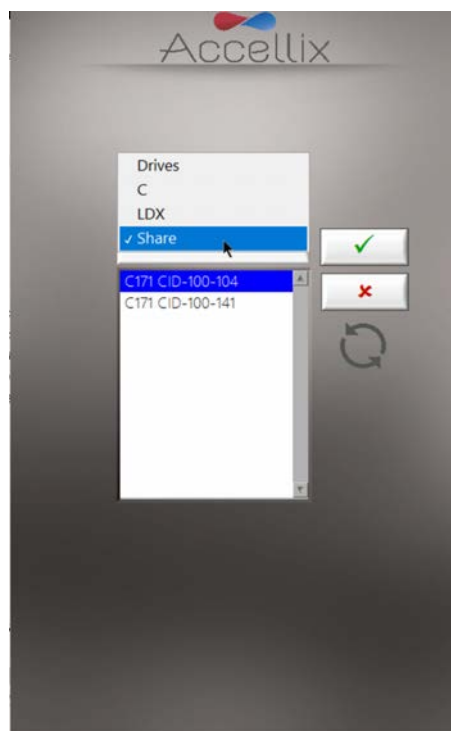 Accellix
Drives
C
LDX
✓ Share
C171 CID-100-104
C171 CID-100-141